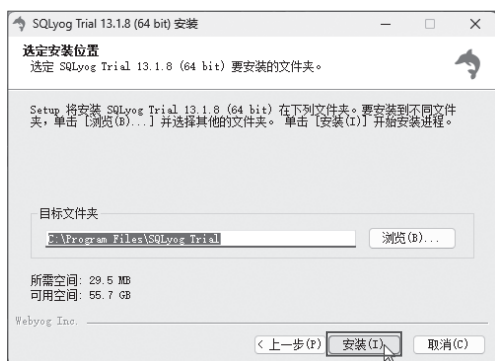 SQLyog Trial 13.1.8 (64 bit) 安装
选定安装位置
选定 SQLyog Trial 13.1.8 (64 bit) 要安装的文件夹。
Setup 将安装 SQLyog Trial 13.1.8 (64 bit) 在下列文件夹。要安装到不同文件
夹，单击 [浏览(B)...] 并选择其他的文件夹。 单击 [安装(I)] 开始安装进程。
目标文件夹
C:\Program Files\SQLyog Trial
浏览(B)...
所需空间: 29.5 MB
可用空间: 55.7 GB
Webyog Inc.
< 上一步(P) 安装(I) 取消(C)